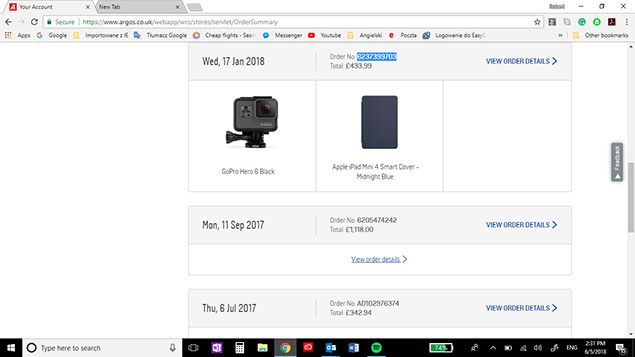 Your Account
New Tab
Robert
Secure https://www.argos.co.uk/webapp/wcs/stores/servlet/OrderSummary
Apps Google Importowane z IE Tłumacz Google Cheap flights - Searc Messenger Youtube Angielski Poczta Logowanie do Easy Other bookmarks
Wed, 17 Jan 2018
Order No. 6237399703
Total: £433.99
VIEW ORDER DETAILS
GoPro Hero 6 Black.
Apple iPad Mini 4 Smart Cover –
Midnight Blue.
Feedback
Mon, 11 Sep 2017
Order No. 6205474242
Total: £1,118.00
VIEW ORDER DETAILS
View order details
Thu, 6 Jul 2017
Order No. AD102976374
Total: £342.94
VIEW ORDER DETAILS
Type here to search
74%
ENG
2:31 PM
6/5/2018